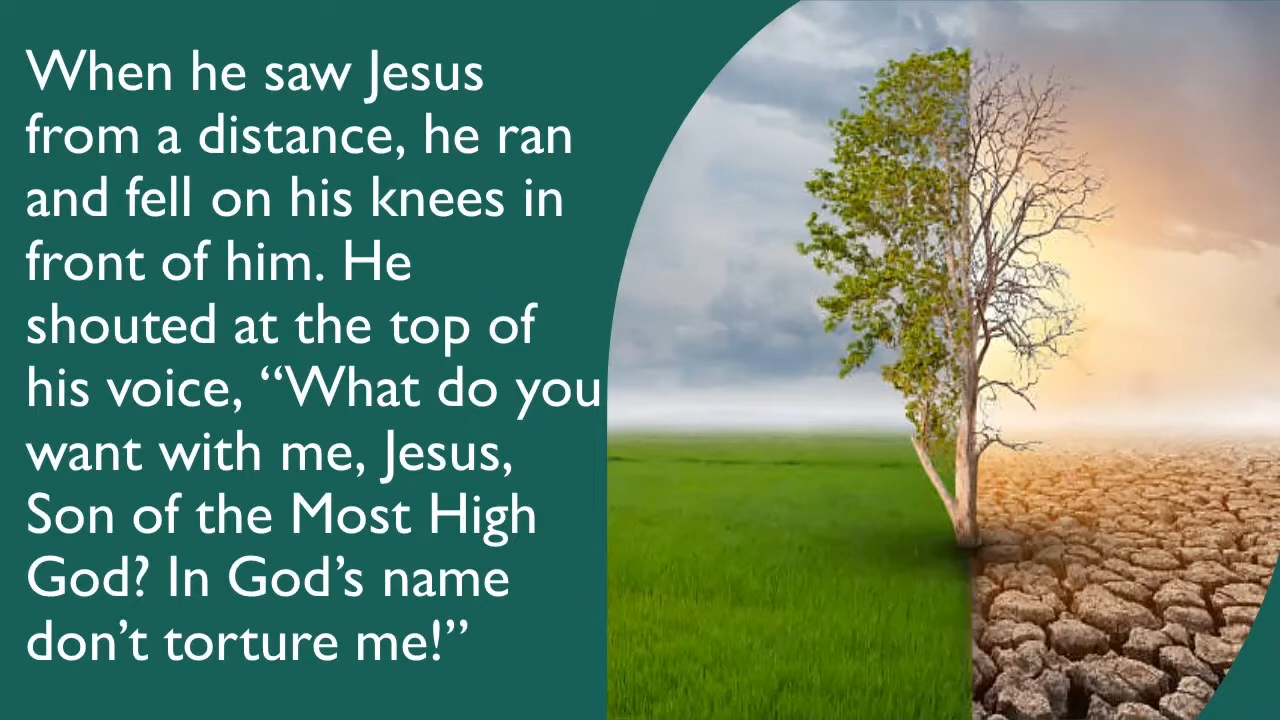 When he saw Jesus
from a distance, he ran
and fell on his knees in
front of him. He
shouted at the top of
his voice, “What do you
want with me, Jesus,
Son of the Most High
God? In God’s name
don’t torture me!”